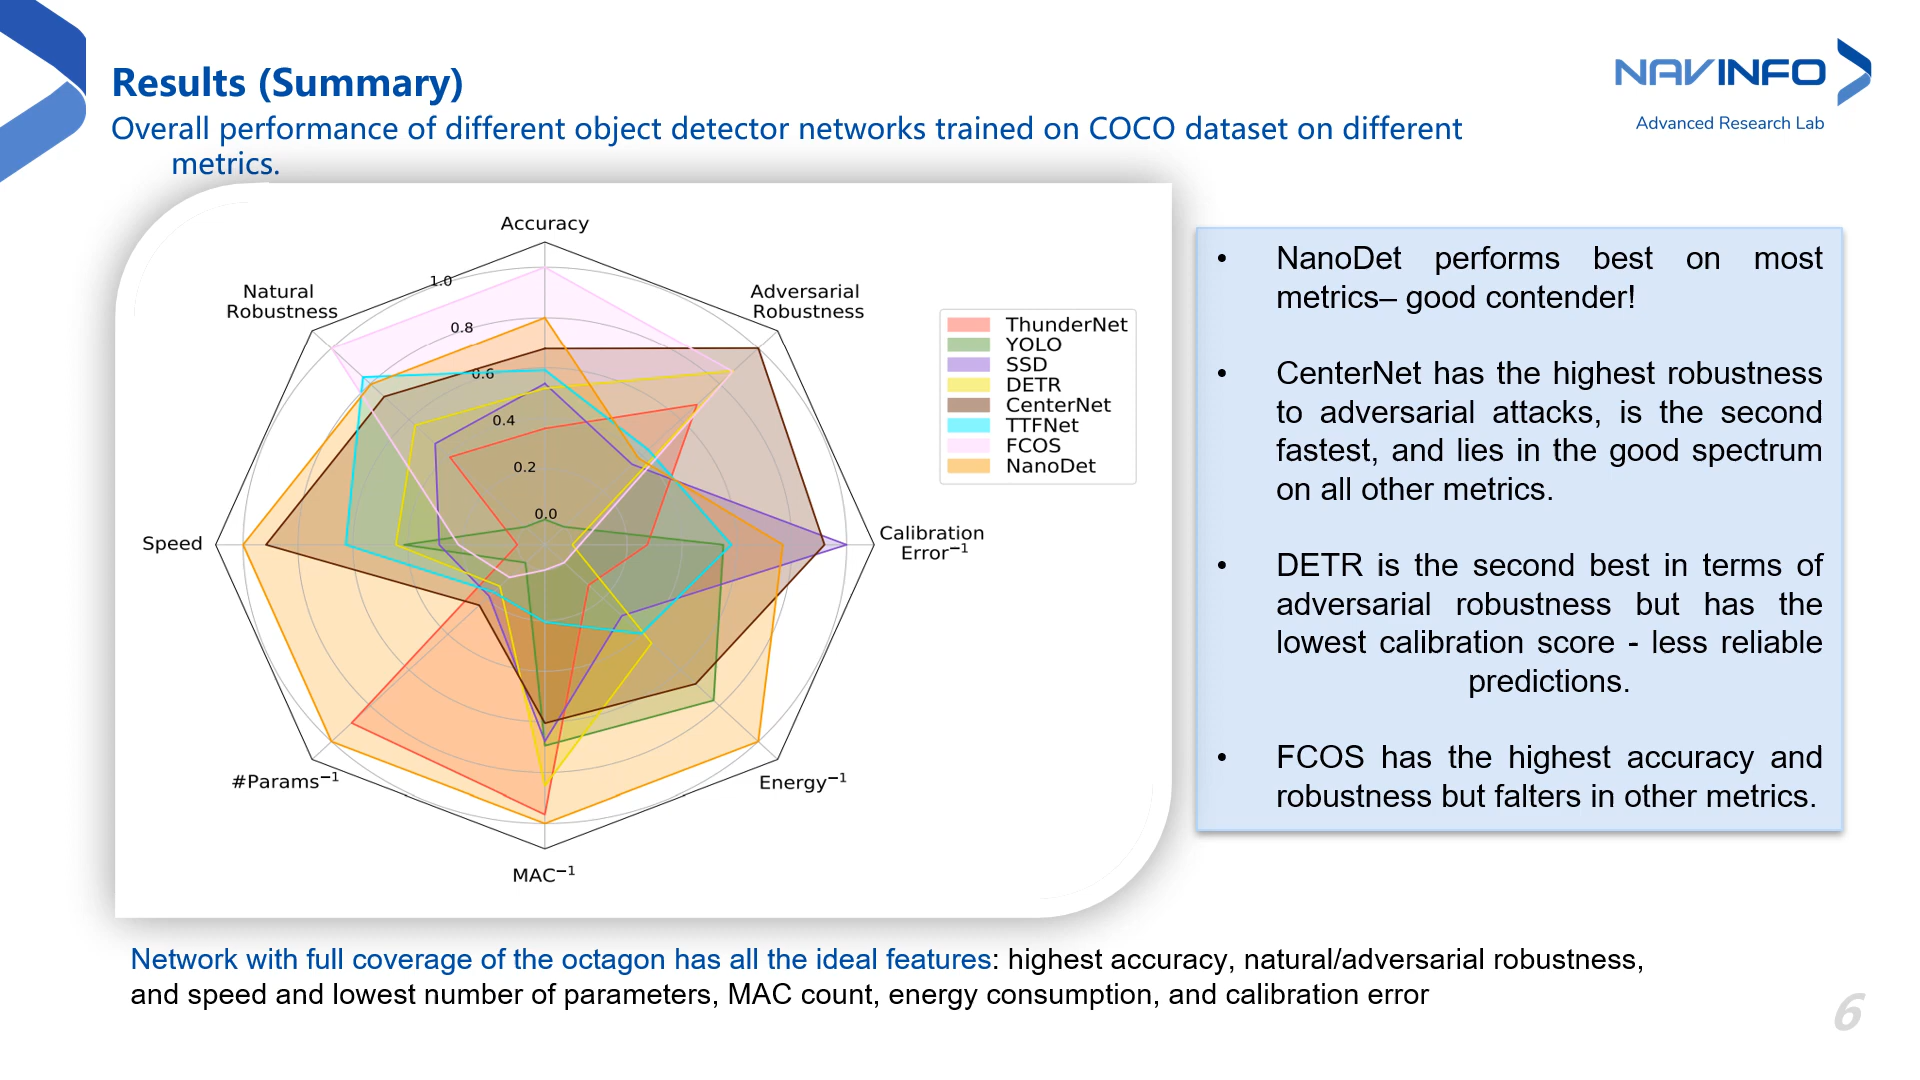 Results (Summary)
NAVINFO
Advanced Research Lab
Overall performance of different object detector networks trained on COCO dataset on different
metrics.
Accuracy
Natural
Robustness
Adversarial
Robustness
1.0
0.8
0.6
0.4
0.2
0.0
Speed
Calibration
Error⁻¹
#Params⁻¹
Energy⁻¹
MAC⁻¹
ThunderNet
YOLO
SSD
DETR
CenterNet
TTFNet
FCOS
NanoDet
• NanoDet performs best on most
metrics– good contender!
• CenterNet has the highest robustness
to adversarial attacks, is the second
fastest, and lies in the good spectrum
on all other metrics.
• DETR is the second best in terms of
adversarial robustness but has the
lowest calibration score - less reliable
predictions.
• FCOS has the highest accuracy and
robustness but falters in other metrics.
Network with full coverage of the octagon has all the ideal features: highest accuracy, natural/adversarial robustness,
and speed and lowest number of parameters, MAC count, energy consumption, and calibration error
6